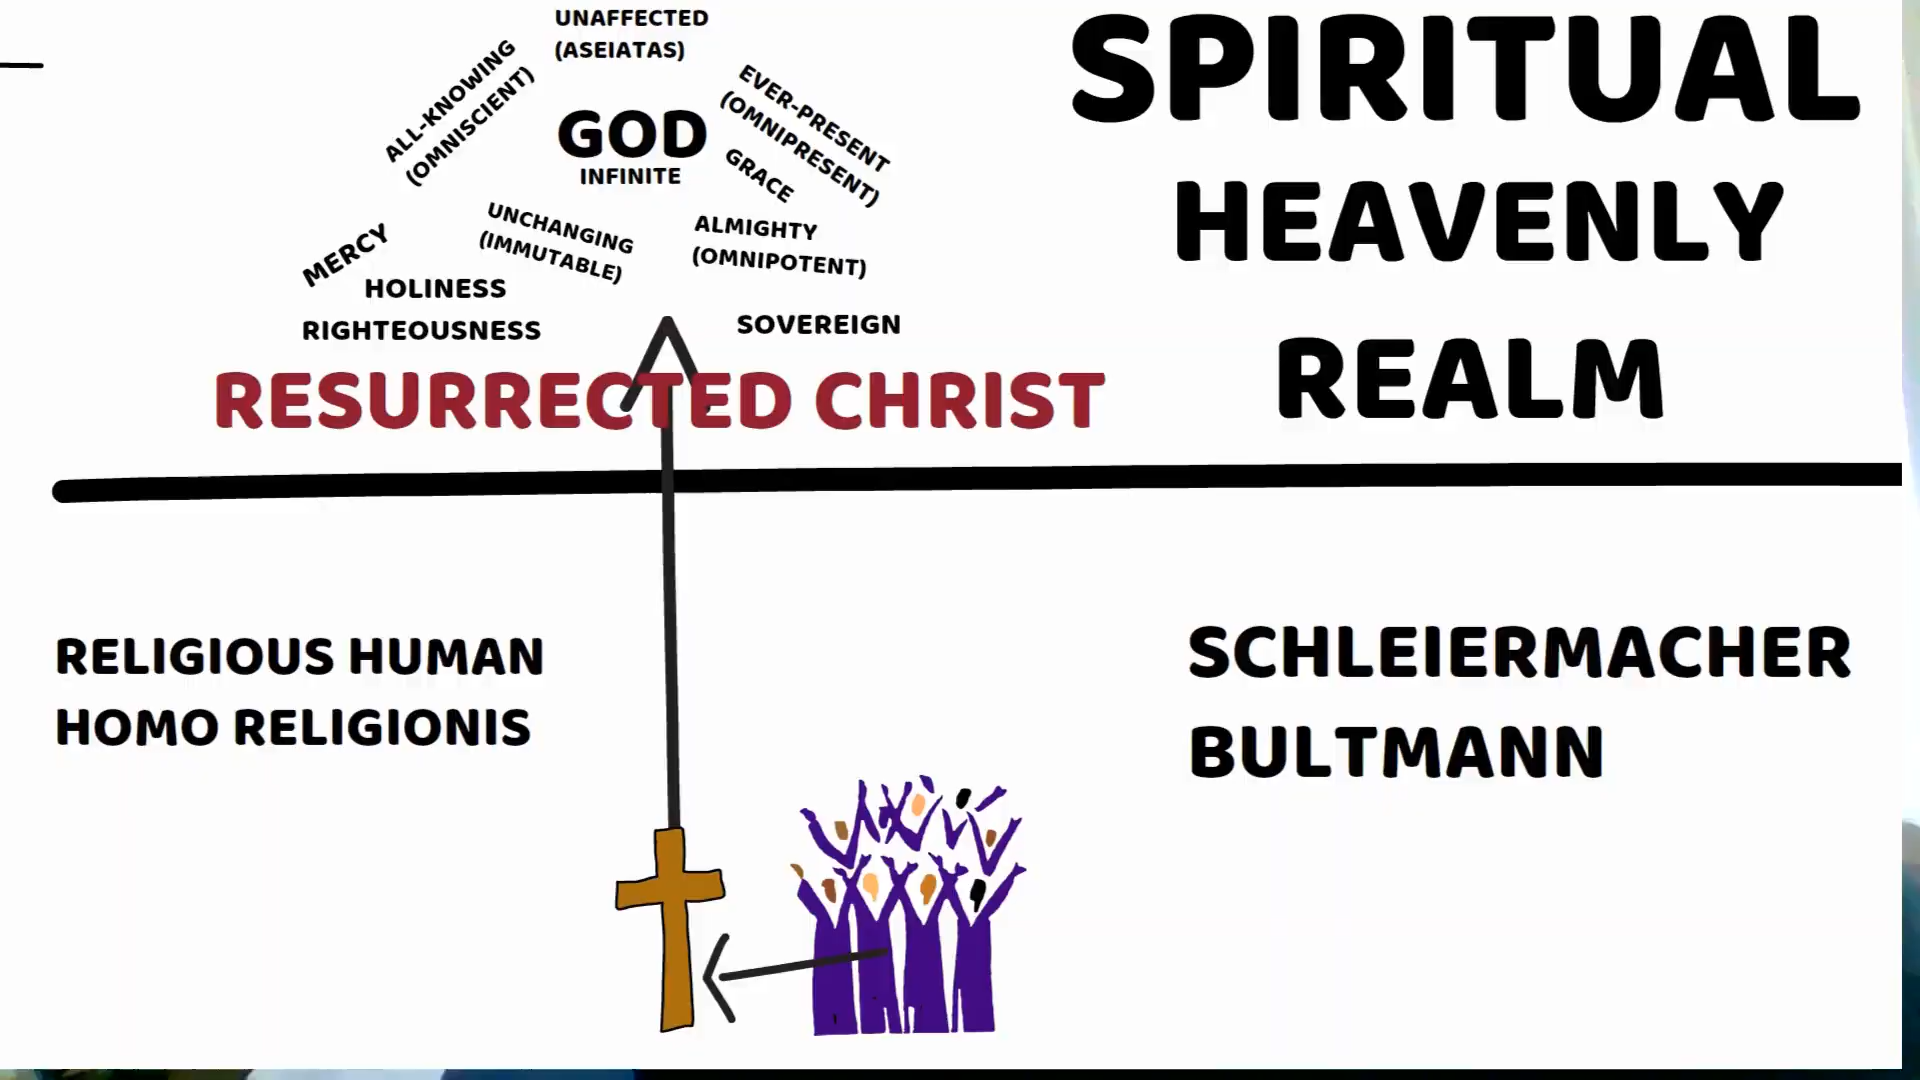 UNAFFECTED
(ASEIATAS)
ALL-KNOWING
(OMNISCIENT)
EVER-PRESENT
(OMNIPRESENT)
GOD
INFINITE
GRACE
UNCHANGING
(IMMUTABLE)
ALMIGHTY
(OMNIPOTENT)
MERCY
HOLINESS
RIGHTEOUSNESS
SOVEREIGN
RESURRECTED CHRIST
SPIRITUAL
HEAVENLY
REALM
RELIGIOUS HUMAN
HOMO RELIGIONIS
SCHLEIERMACHER
BULTMANN